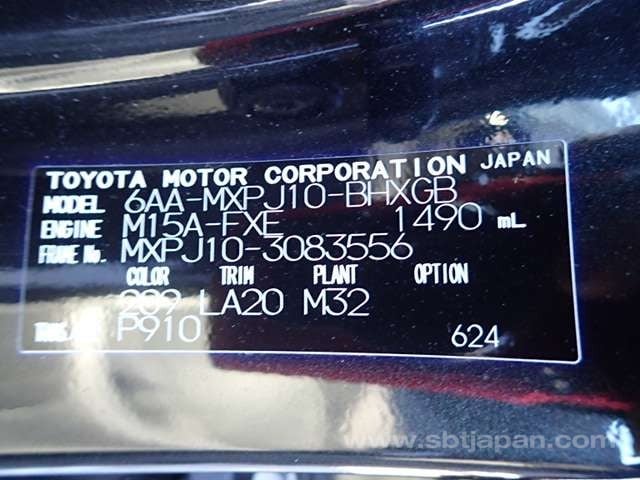 TOYOTA MOTOR CORPORATION JAPAN
MODEL 6AA-MXPJ10-BHXGB
ENGINE M15A-FXE 1490 mL
FRAME No. MXPJ10-3083556
COLOR TRIM PLANT OPTION
209 LA20 M32
P910 624
www.sbtjapan.com